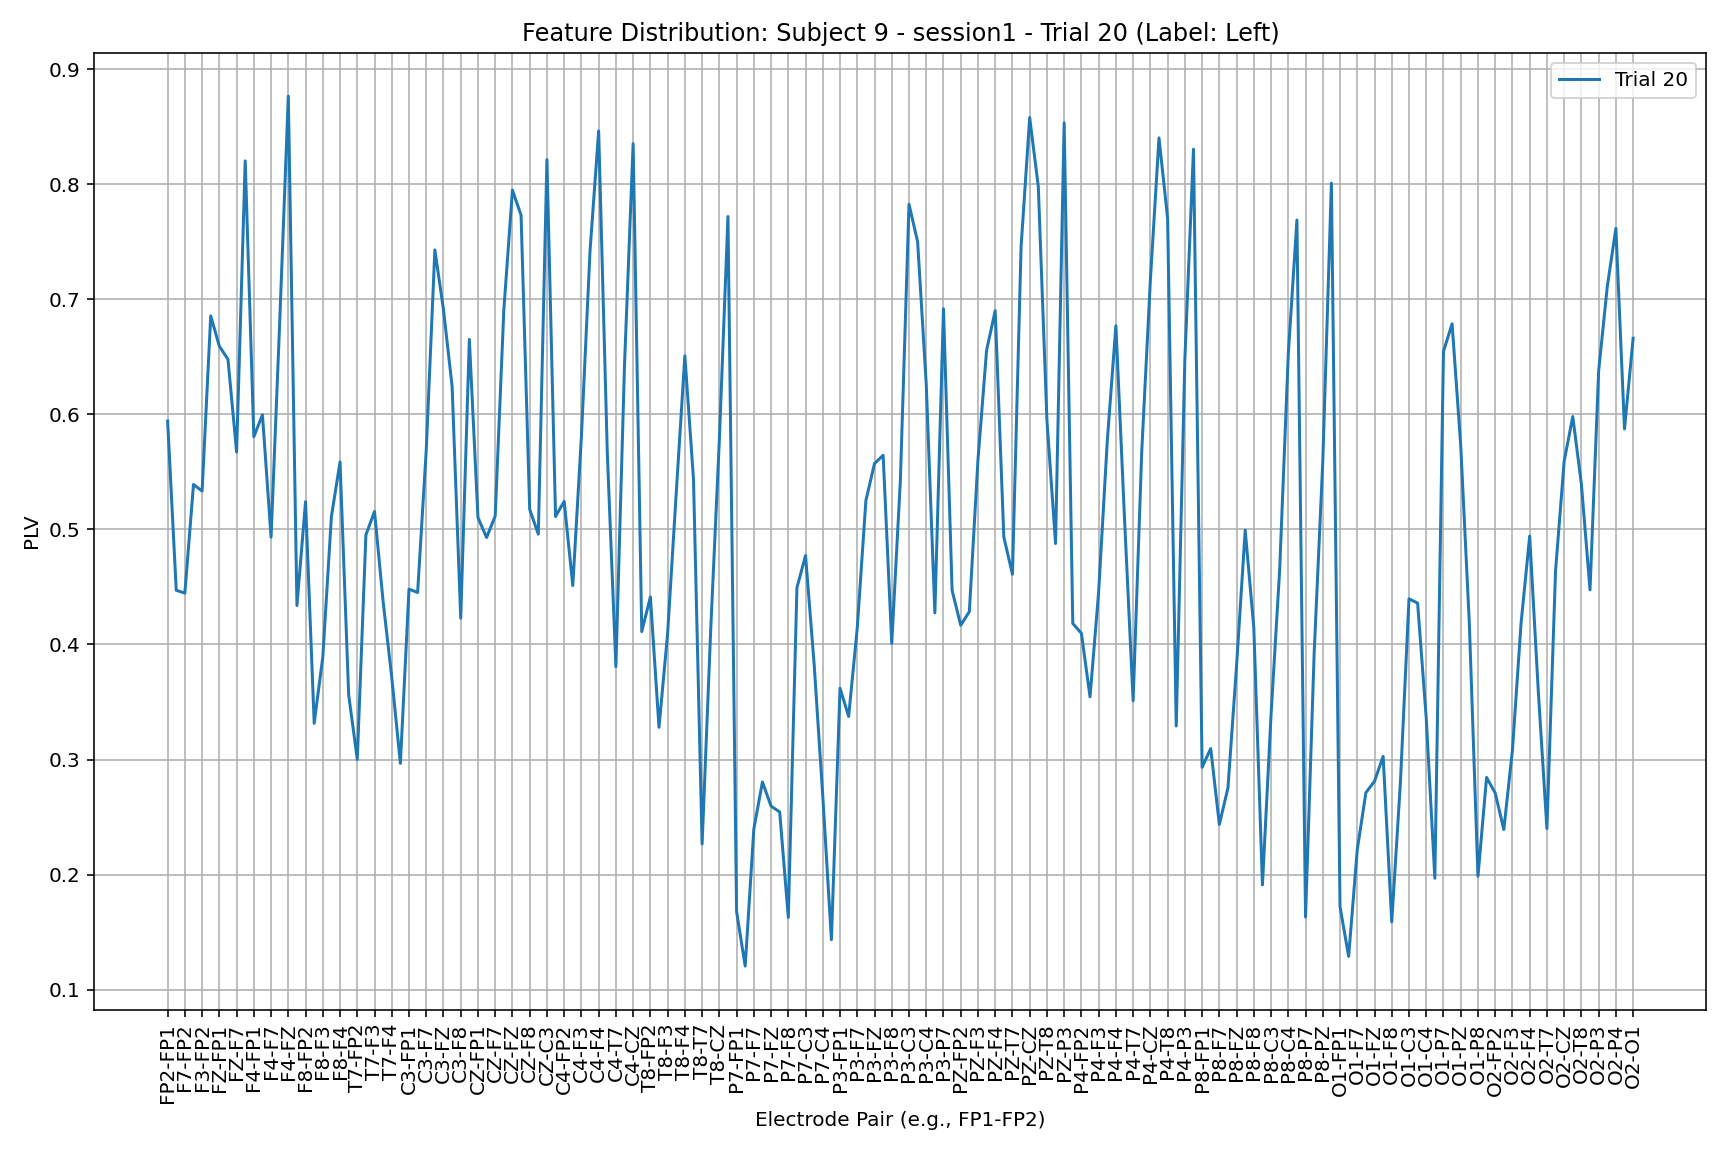 Feature Distribution: Subject 9 - session1 - Trial 20 (Label: Left)
Trial 20
0.9
0.8
0.7
0.6
0.5
0.4
0.3
0.2
0.1
PLV
FP2-FP1
F7-FP2
F3-FP2
FZ-FP1
FZ-F7
F4-FP1
F4-F7
F4-FZ
F8-FP2
F8-F3
F8-F4
T7-FP2
T7-F3
T7-F4
C3-FP1
C3-F7
C3-FZ
C3-F8
CZ-FP1
CZ-F7
CZ-FZ
CZ-F8
CZ-C3
C4-FP2
C4-F3
C4-F4
C4-T7
C4-CZ
T8-FP2
T8-F3
T8-F4
T8-T7
T8-CZ
P7-FP1
P7-F7
P7-FZ
P7-F8
P7-C3
P7-C4
P3-FP1
P3-F7
P3-FZ
P3-F8
P3-C3
P3-C4
P3-P7
PZ-FP2
PZ-F3
PZ-F4
PZ-T7
PZ-CZ
PZ-T8
PZ-P3
P4-FP2
P4-F3
P4-F4
P4-T7
P4-CZ
P4-T8
P4-P3
P8-FP1
P8-F7
P8-FZ
P8-F8
P8-C3
P8-C4
P8-P7
P8-PZ
O1-FP1
O1-F7
O1-FZ
O1-F8
O1-C3
O1-C4
O1-P7
O1-PZ
O1-P8
O2-FP2
O2-F3
O2-F4
O2-T7
O2-CZ
O2-T8
O2-P3
O2-P4
O2-O1
Electrode Pair (e.g., FP1-FP2)